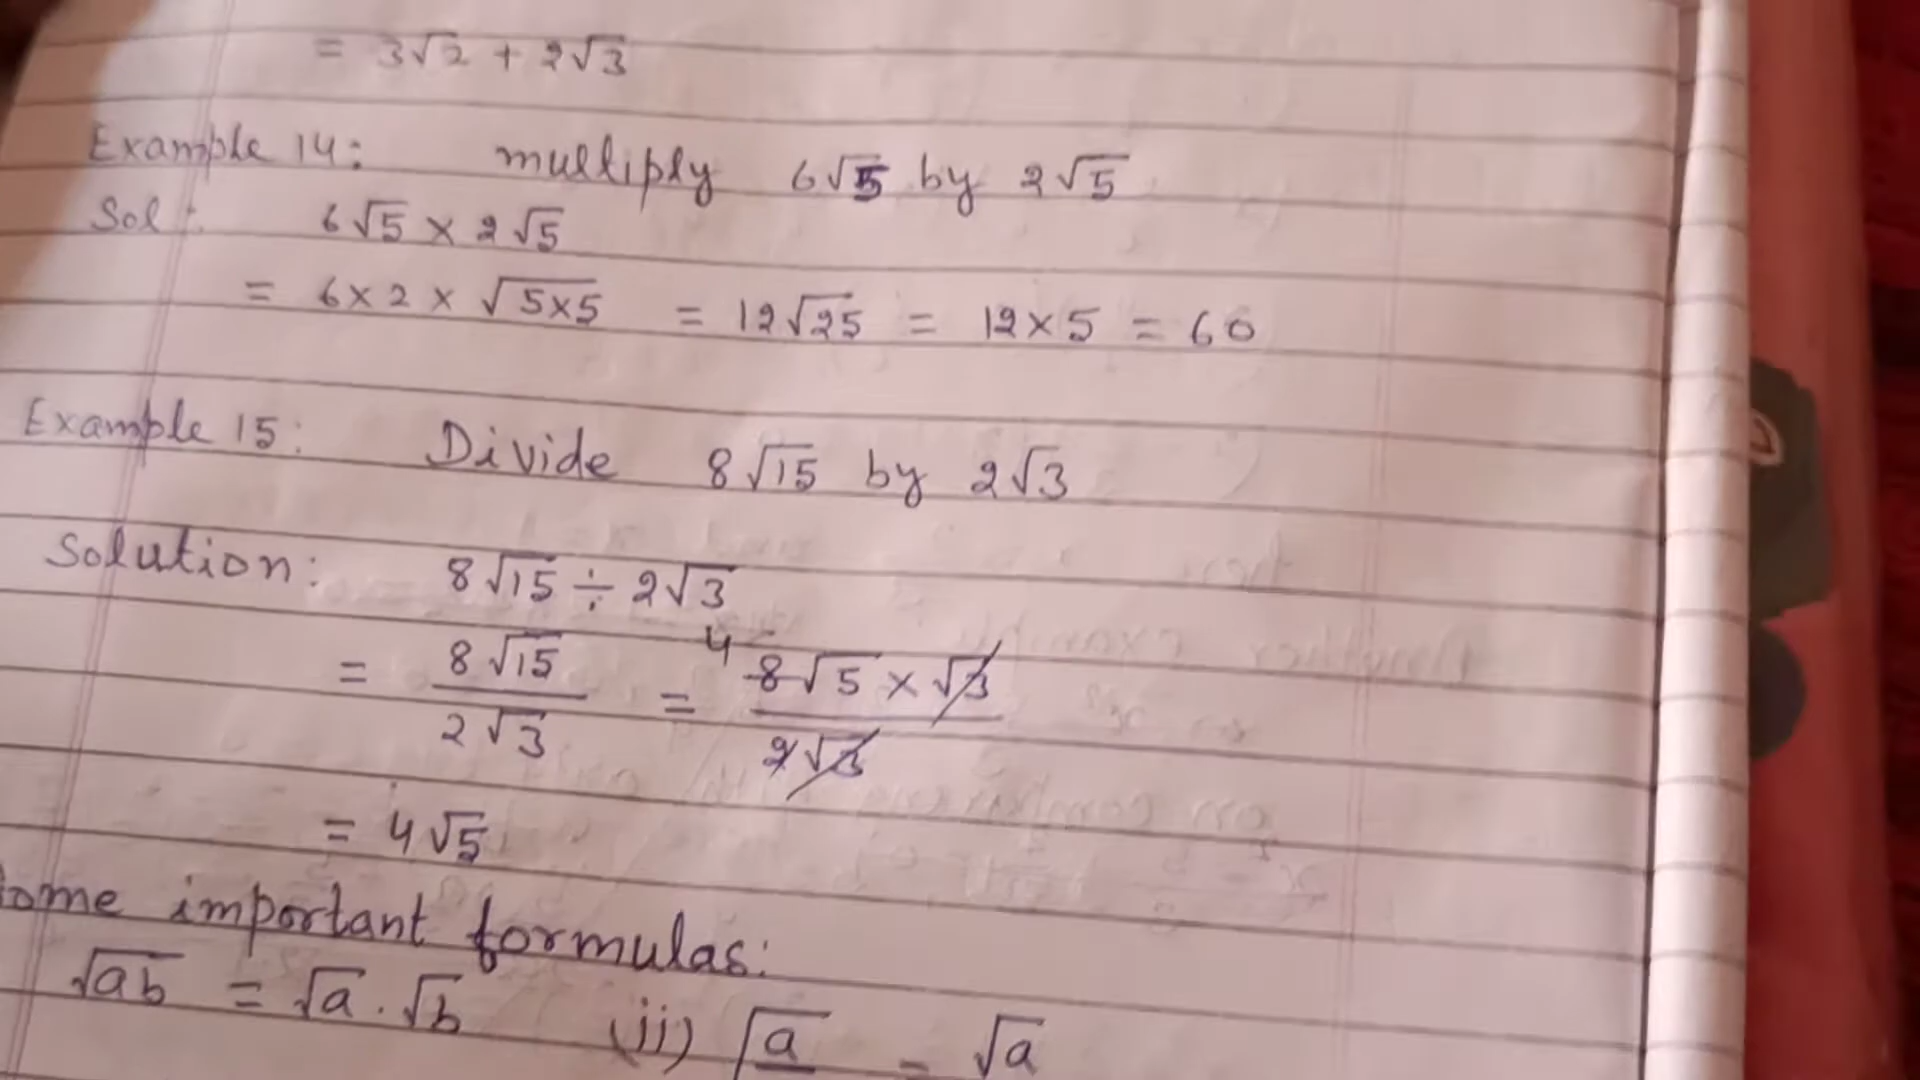 = 3√2 + 2√3
Example 14: multiply 6√5 by 2√5
Sol: 6√5 × 2√5
= 6×2×√5×5 = 12√25 = 12×5 = 60
Example 15: Divide 8√15 by 2√3
Solution: 8√15 ÷ 2√3
= 8√15 / 2√3 = 4 8√5 × √3 / 2√3
= 4√5
ome important formulas:
√ab = √a . √b (ii) √a = √a